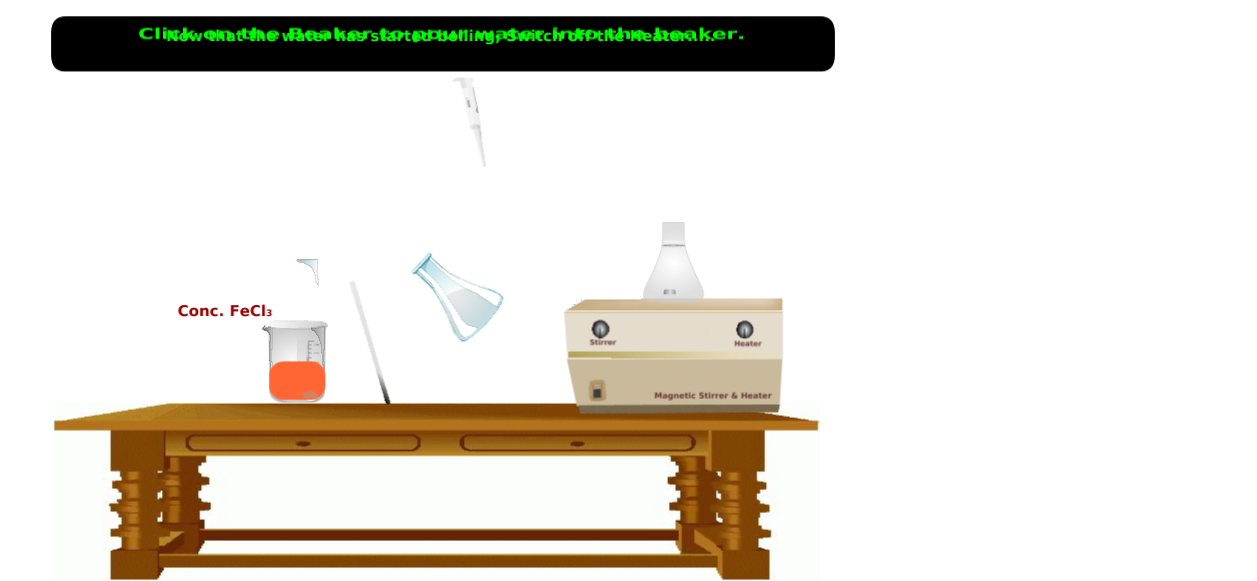 Click on the Beaker to pour water into the beaker.
Now that the water has started boiling, Switch off the Heater....
Conc. FeCl₃
Stirrer
Heater
Magnetic Stirrer & Heater